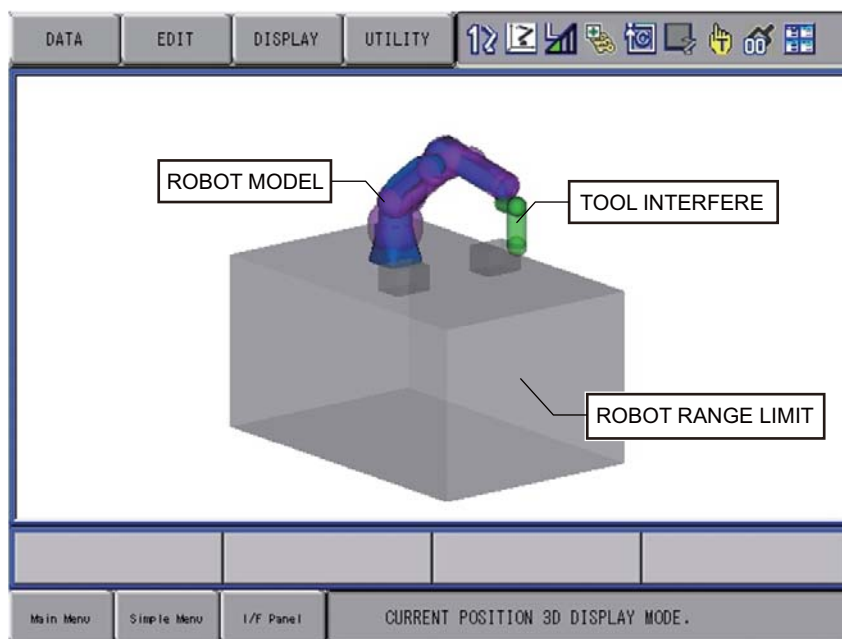 DATA
EDIT
DISPLAY
UTILITY
ROBOT MODEL
TOOL INTERFERE
ROBOT RANGE LIMIT
Main Menu
Simple Menu
I/F Panel
CURRENT POSITION 3D DISPLAY MODE.